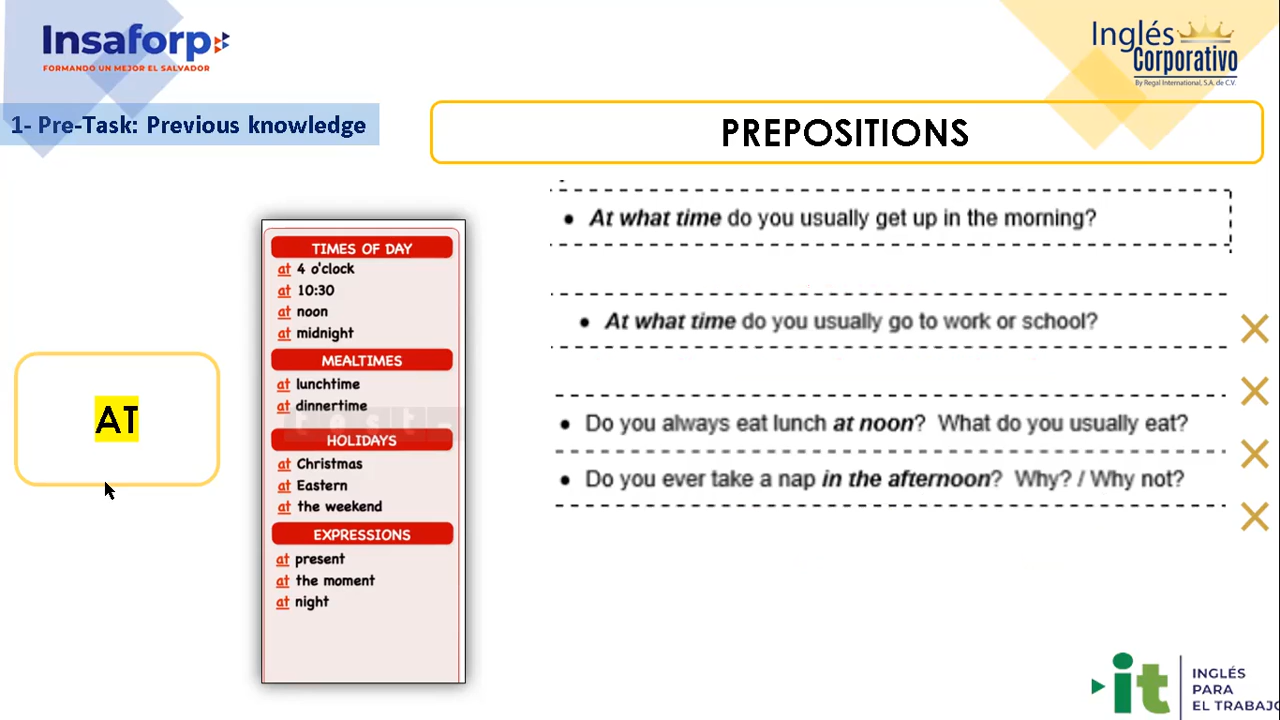 Insaforp
FORMANDO UN MEJOR EL SALVADOR
Inglés
Corporativo
By Regal International, S.A. de C.V.
1- Pre-Task: Previous knowledge
PREPOSITIONS
AT
TIMES OF DAY
at 4 o'clock
at 10:30
at noon
at midnight
MEALTIMES
at lunchtime
at dinnertime
HOLIDAYS
at Christmas
at Eastern
at the weekend
EXPRESSIONS
at present
at the moment
at night
• At what time do you usually get up in the morning?
• At what time do you usually go to work or school?
• Do you always eat lunch at noon? What do you usually eat?
• Do you ever take a nap in the afternoon? Why? / Why not?
it
INGLÉS
PARA
EL TRABAJO